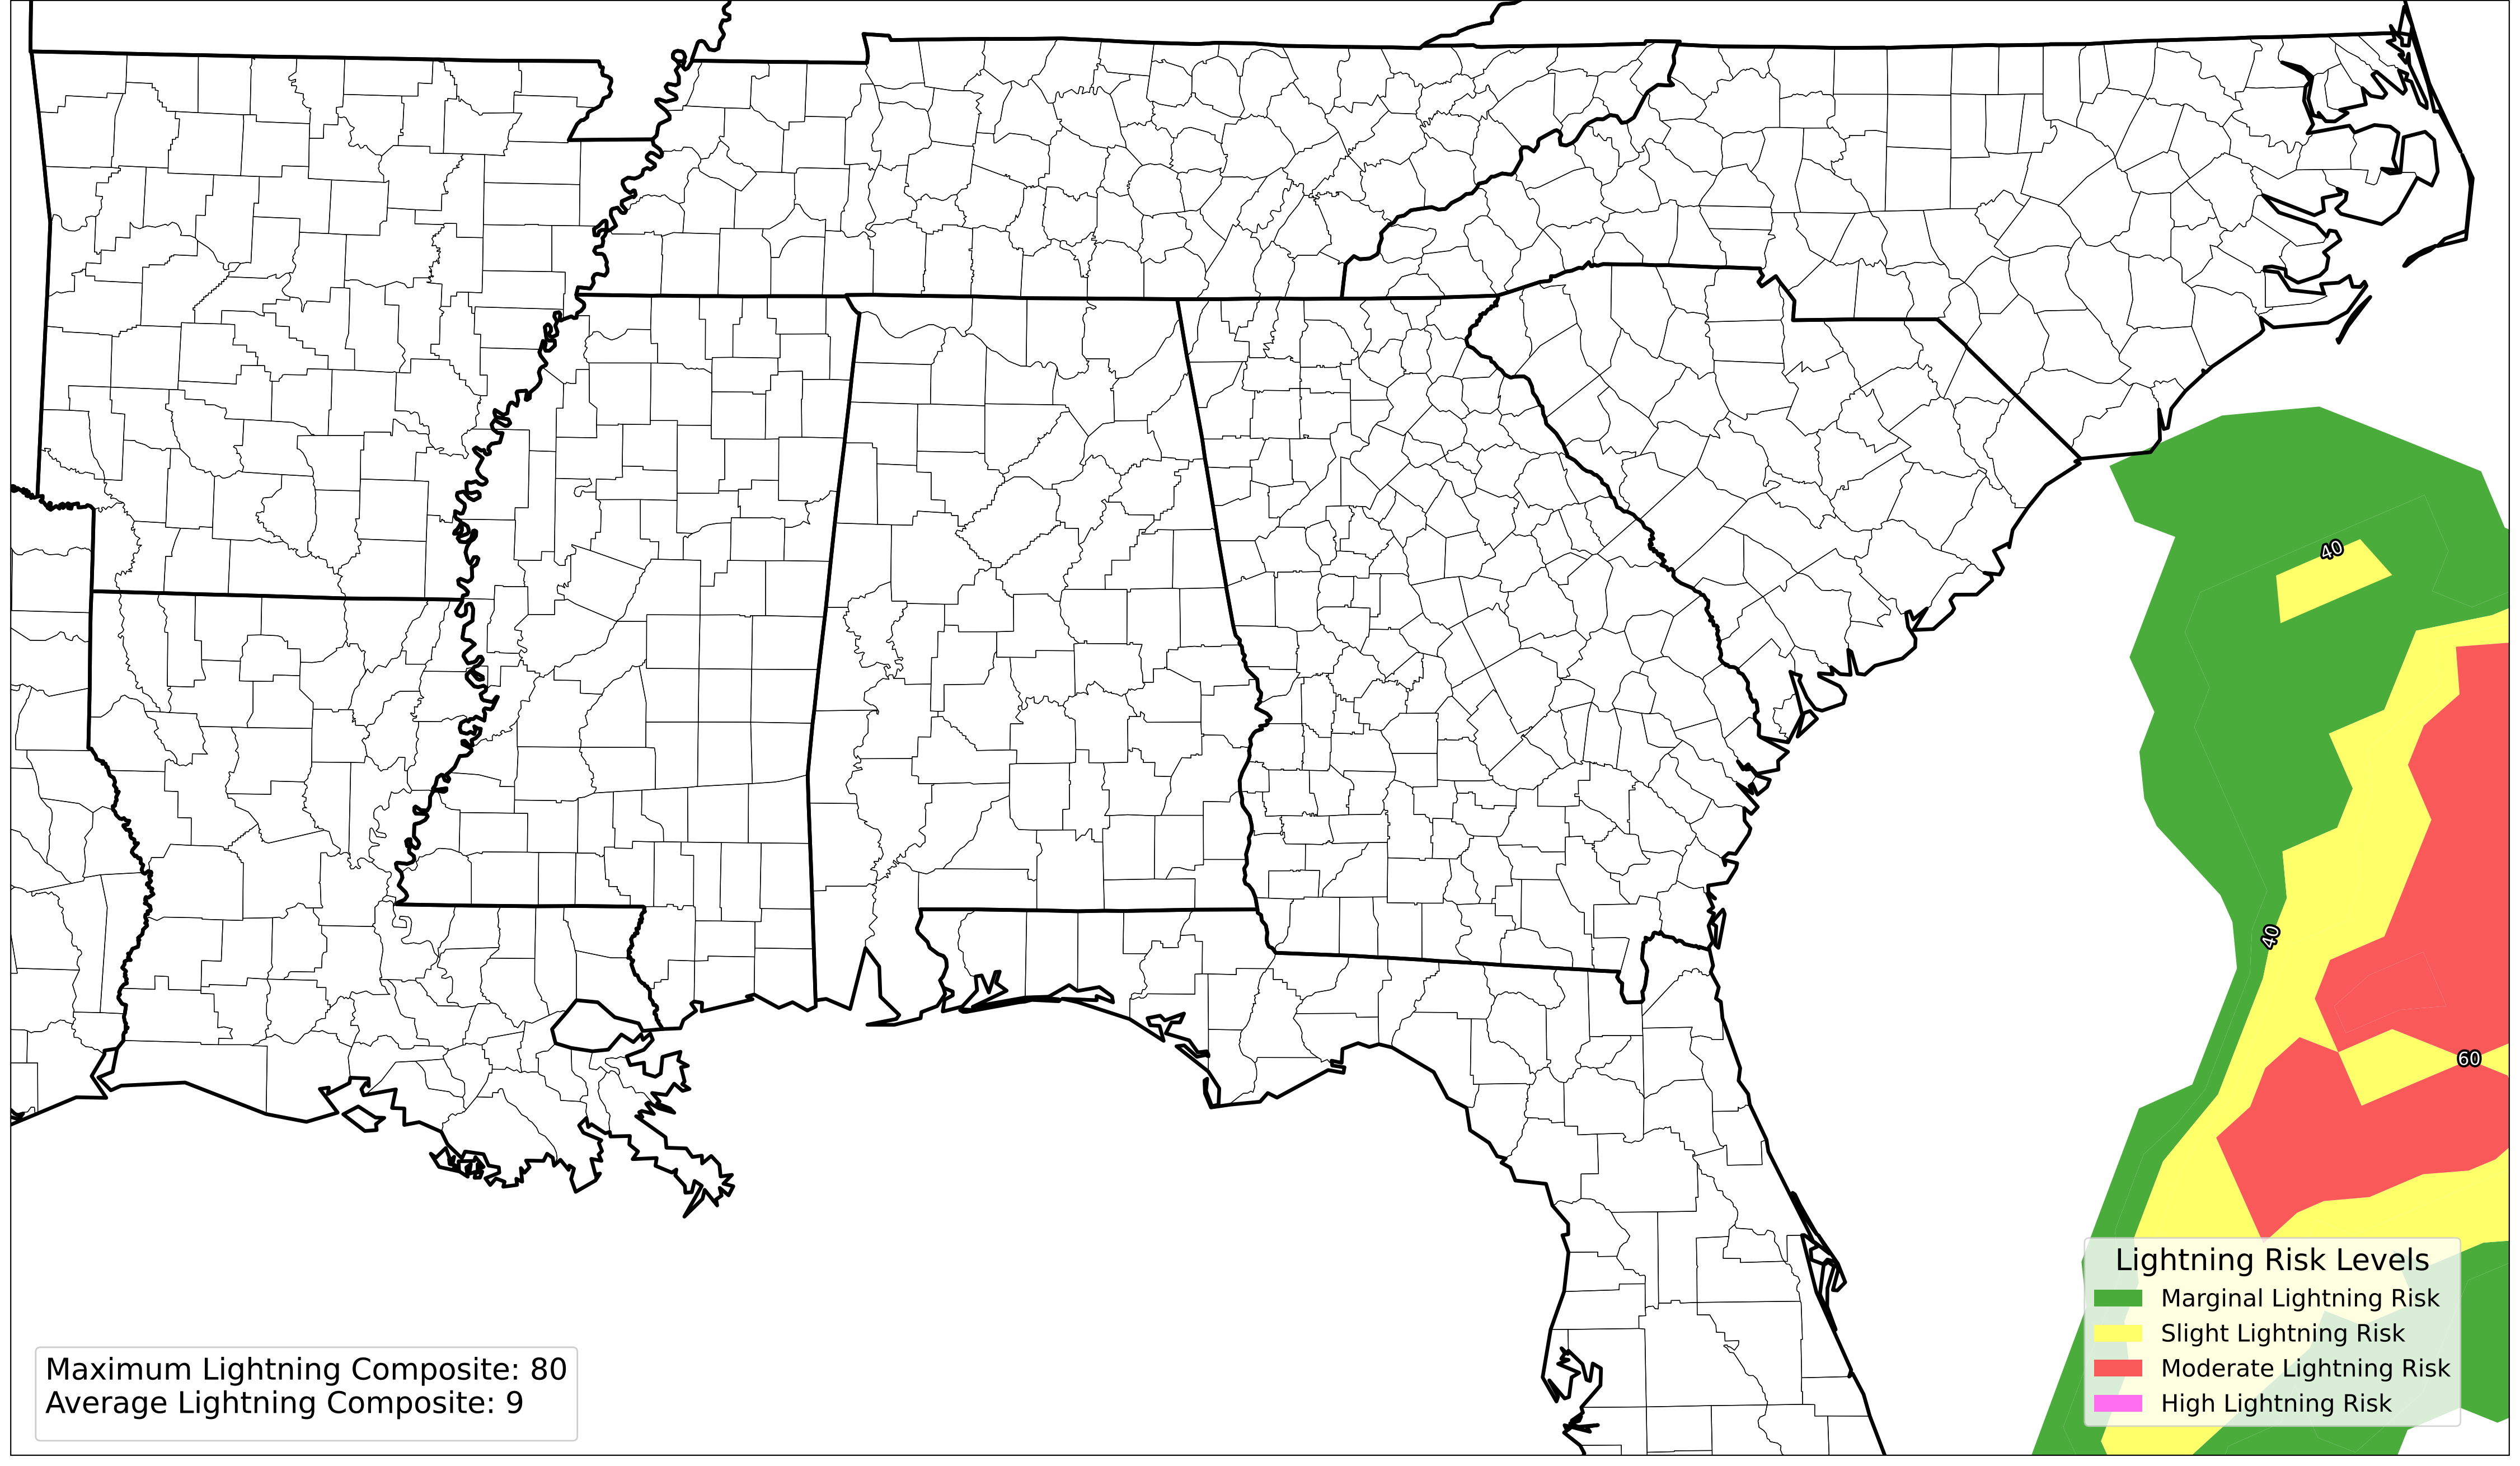 40
40
60
Lightning Risk Levels
Marginal Lightning Risk
Slight Lightning Risk
Moderate Lightning Risk
High Lightning Risk
Maximum Lightning Composite: 80
Average Lightning Composite: 9